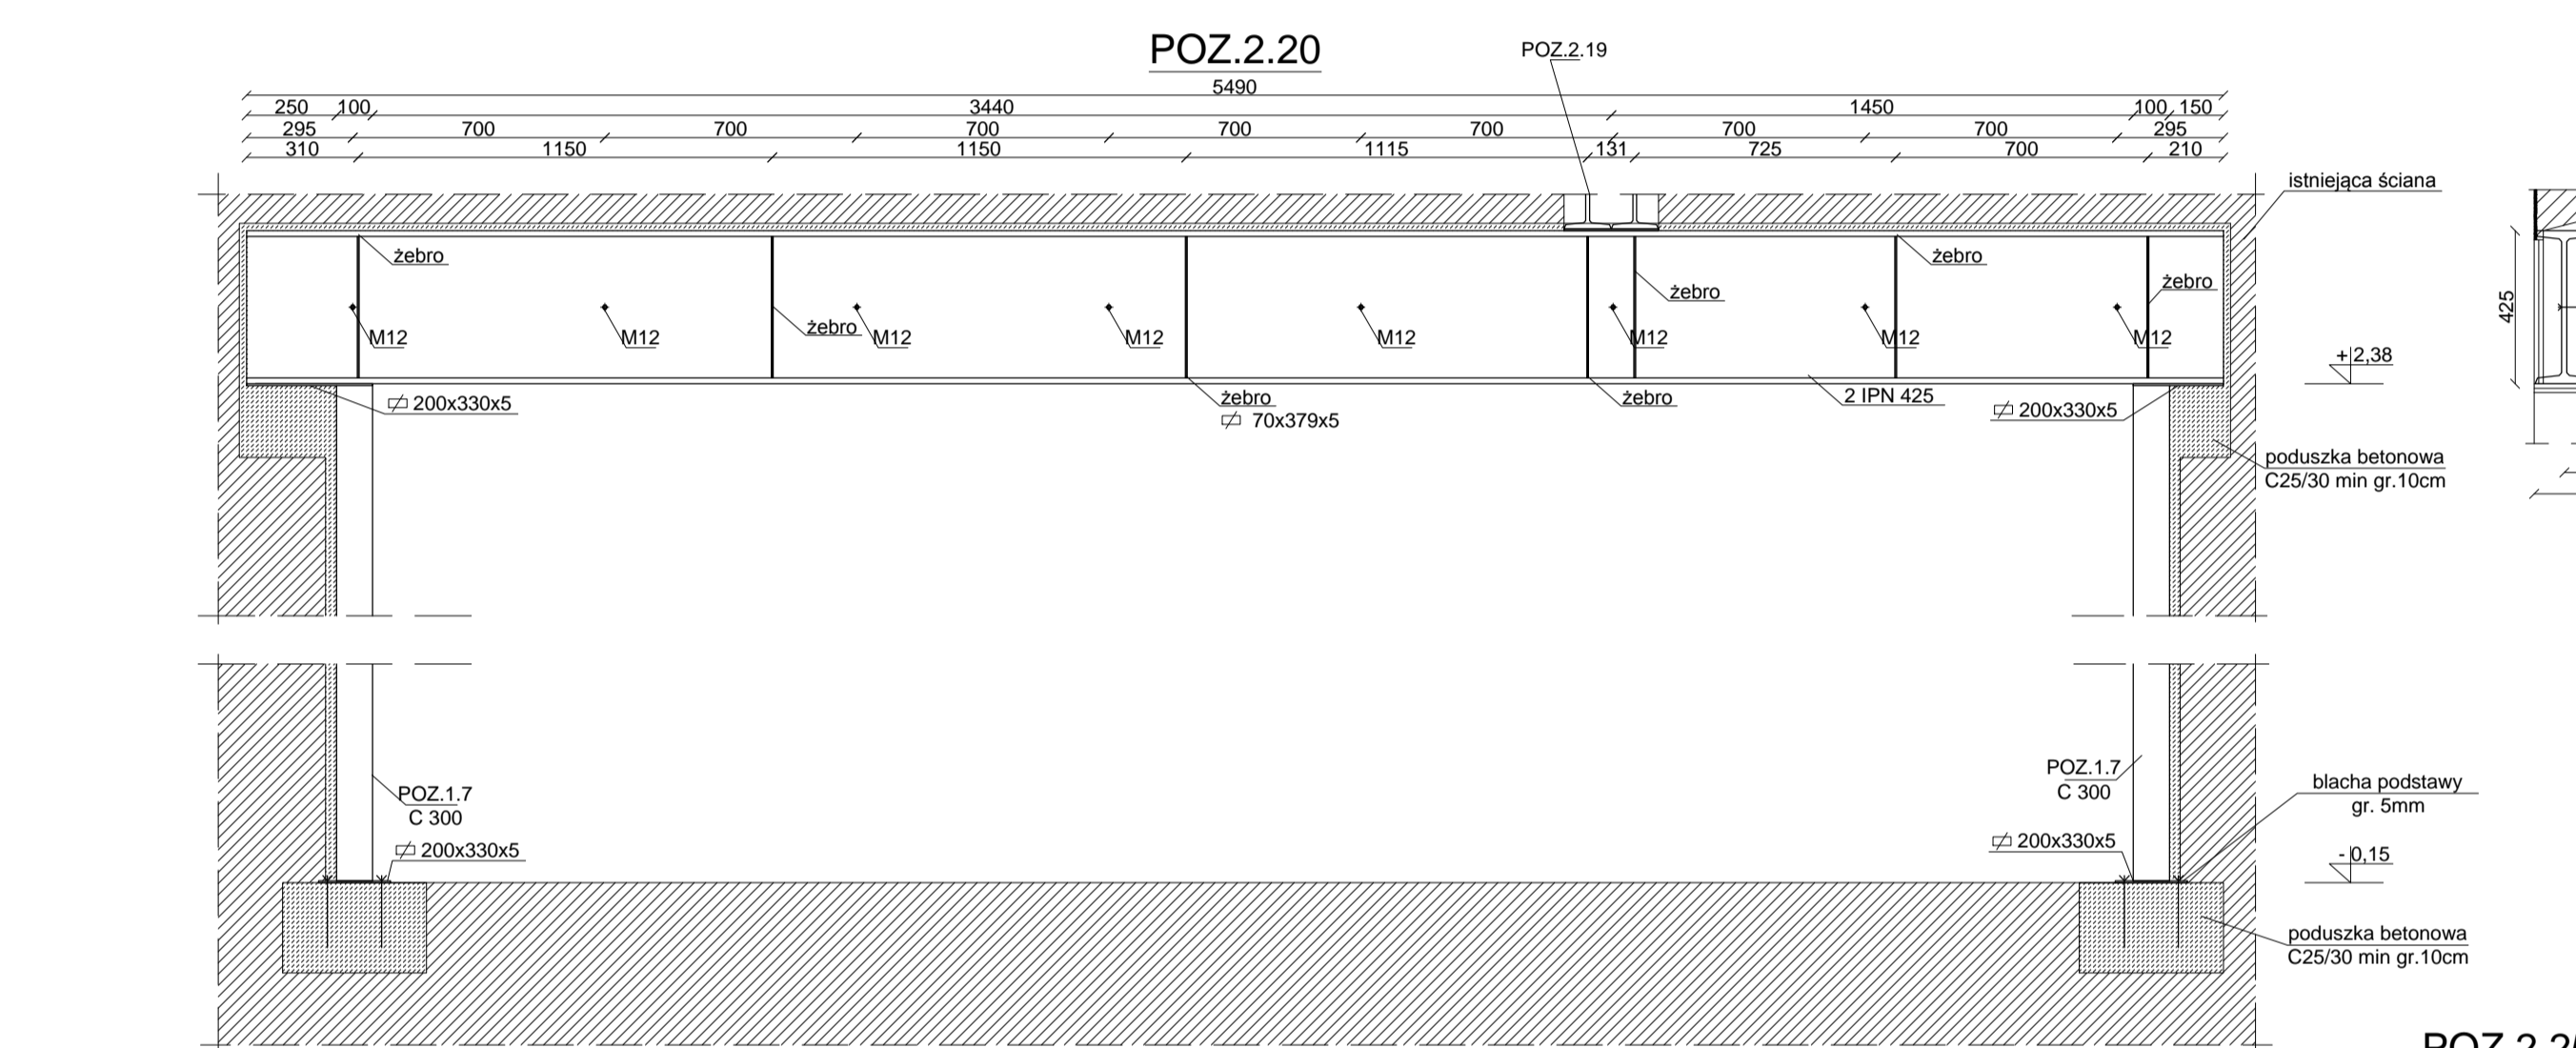 POZ.2.20
POZ.2.19
5490
250 100 3440 1450 100 150
295 700 700 700 700 700 700 700 295
310 1150 1150 1115 131 725 700 210
istniejąca ściana
żebro
żebro
żebro
żebro
żebro
M12 M12 M12 M12 M12 M12 M12 M12
425
+2,38
200x330x5
żebro
70x379x5
żebro
2 IPN 425
200x330x5
poduszka betonowa
C25/30 min gr.10cm
POZ.1.7
C 300
200x330x5
POZ.1.7
C 300
200x330x5
blacha podstawy
gr. 5mm
-0,15
poduszka betonowa
C25/30 min gr.10cm